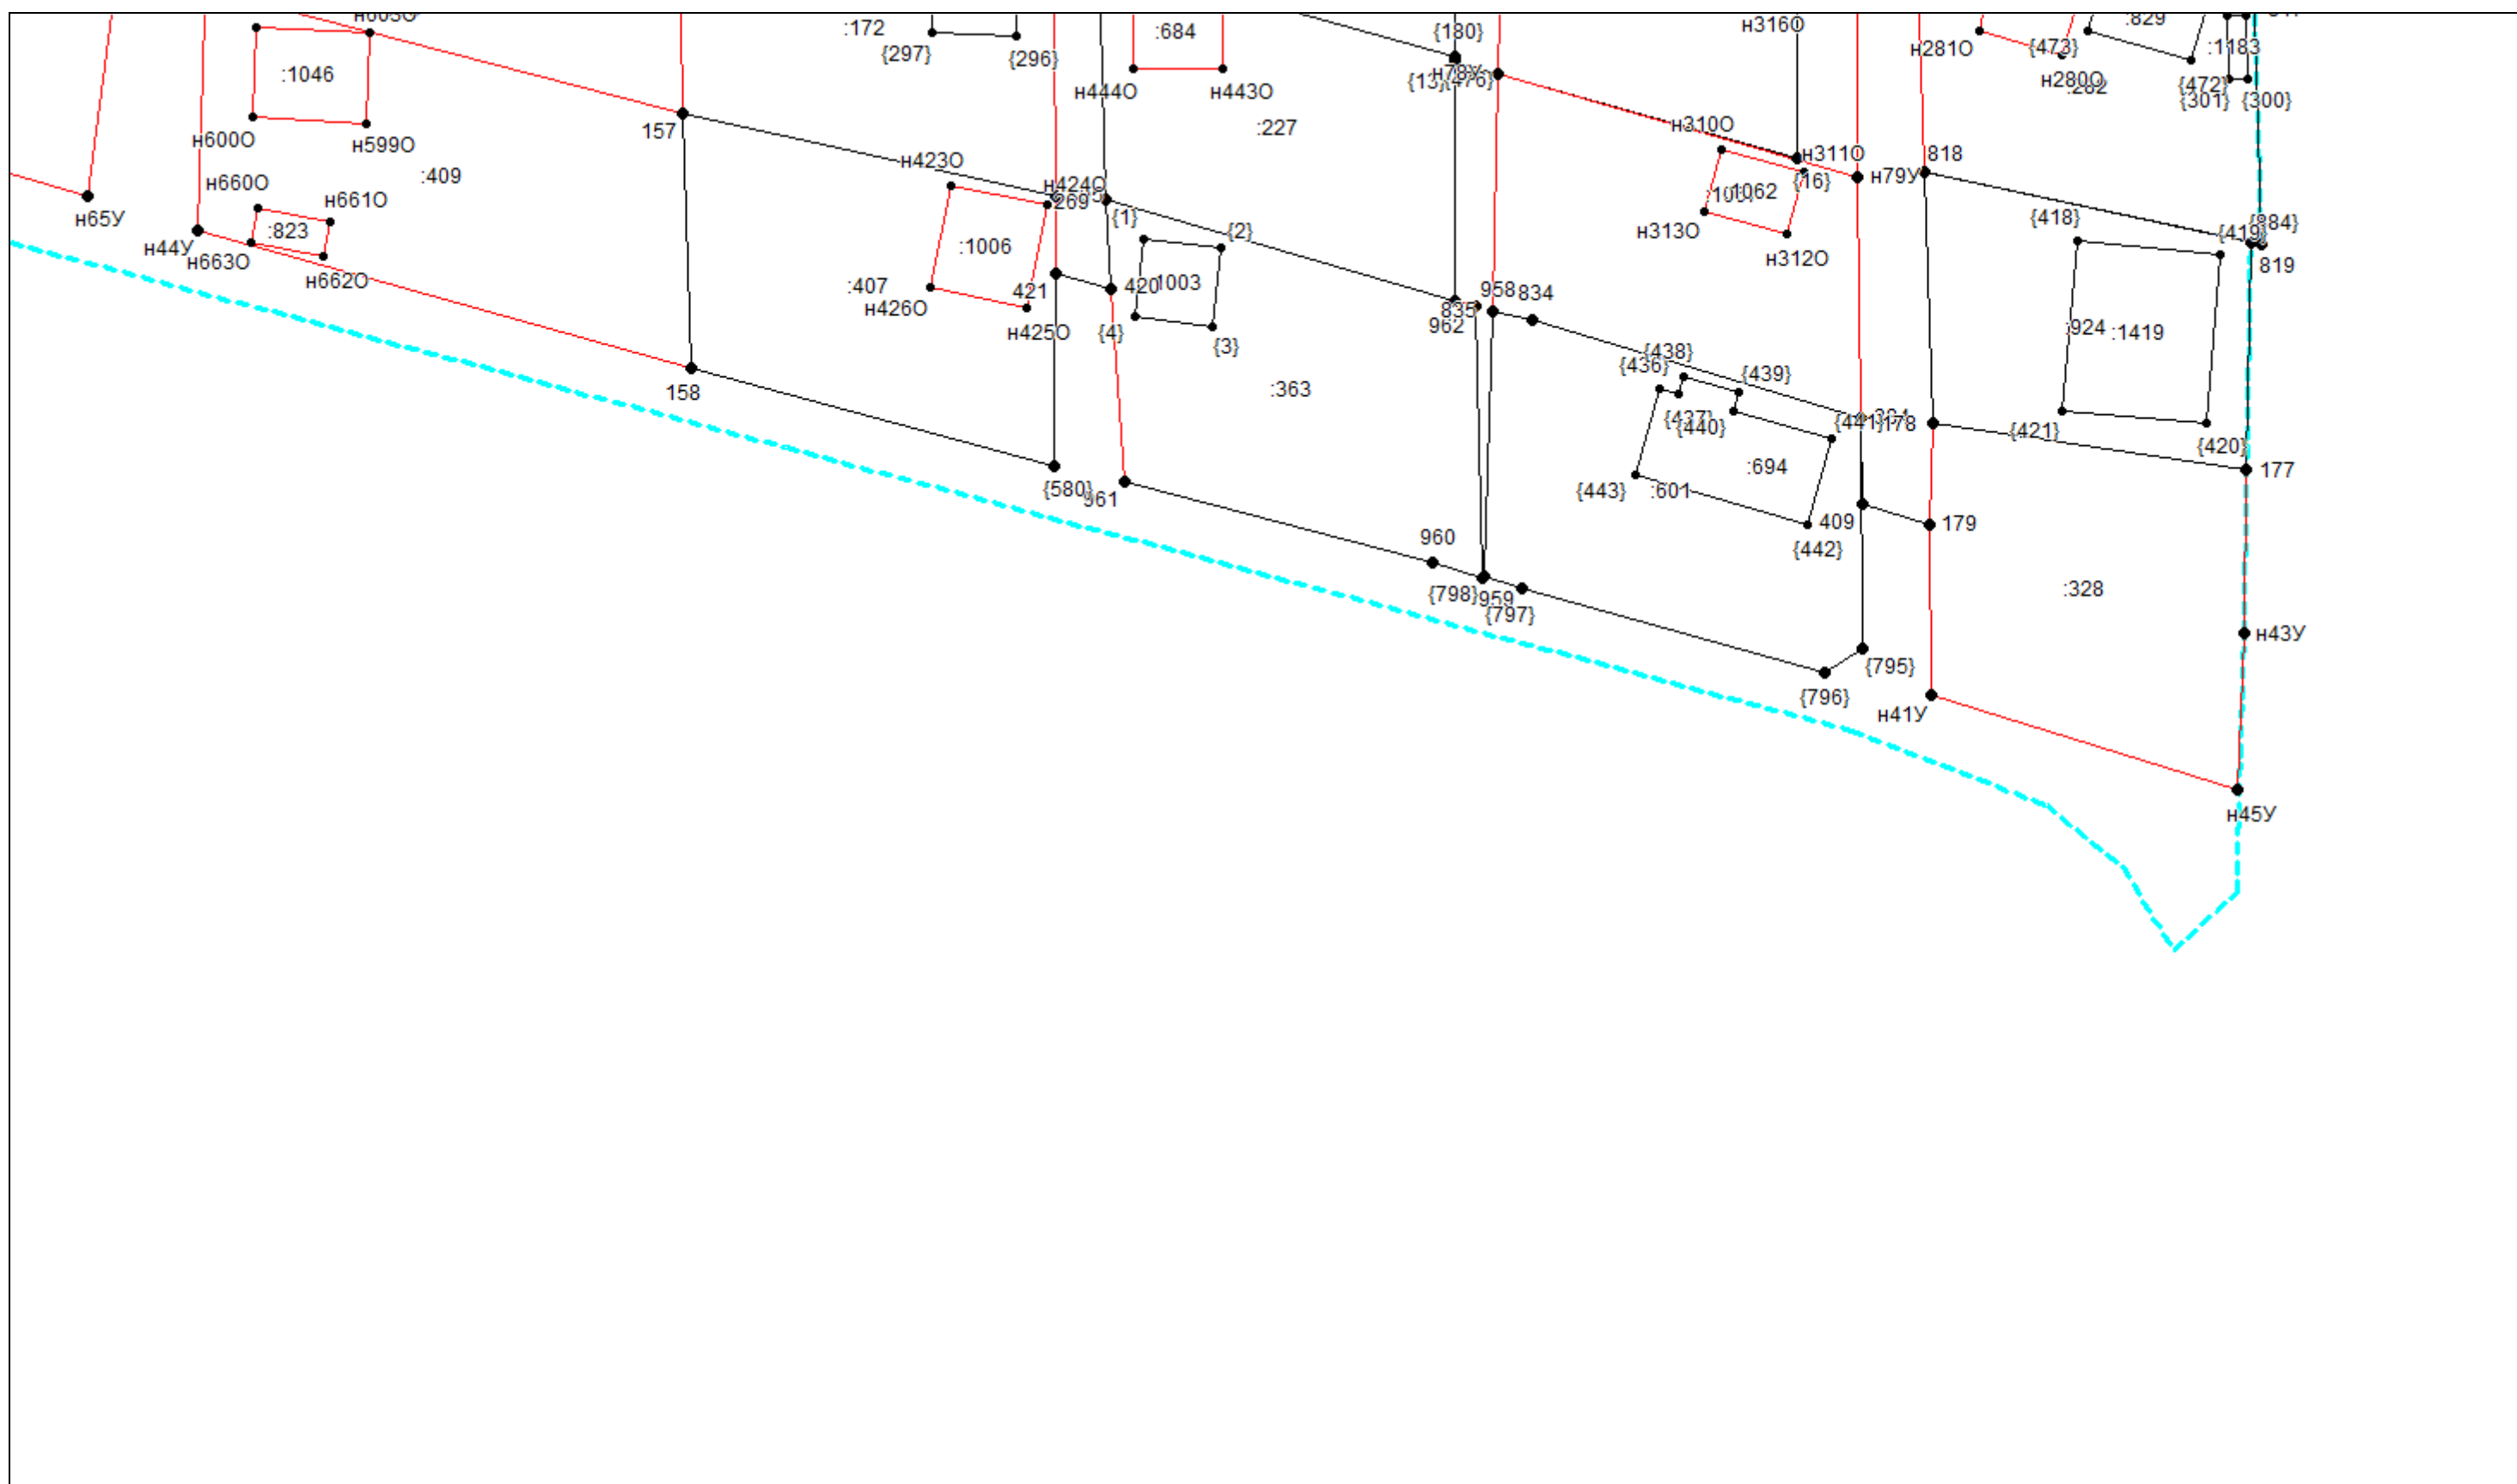 :172
{297}
{296}
:684
н444О
н443О
{180}
н316О
н281О
{473}
н280О
:829
:1183
{472}
{301}
{300}
:1046
н600О
н599О
:409
157
:227
н310О
н311О
{16}
н79У
818
н660О
н661О
:823
н65У
н44У
н663О
н662О
н423О
н424О
269
{1}
{2}
:1006
:407
н426О
421
н425О
420
1003
{4}
{3}
:1062
н313О
н312О
{418}
{419}
{884}
819
958
834
835
962
158
:363
{438}
{436}
{439}
{437}
{440}
{441}
178
:924
:1419
{421}
{420}
177
:694
{443}
:601
409
179
{442}
{580}
961
960
{798}
959
{797}
:328
н43У
{795}
{796}
н41У
н45У